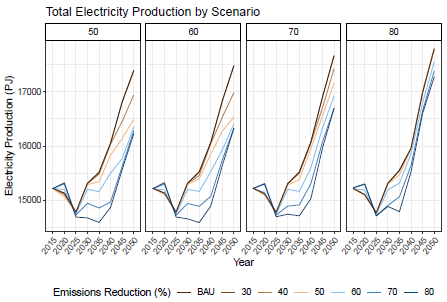 Total Electricity Production by Scenario
50 60 70 80
Electricity Production (PJ)
17000
16000
15000
2015 2020 2025 2030 2035 2040 2045 2050 2015 2020 2025 2030 2035 2040 2045 2050 2015 2020 2025 2030 2035 2040 2045 2050 2015 2020 2025 2030 2035 2040 2045 2050
Year
Emissions Reduction (%) BAU 30 40 50 60 70 80